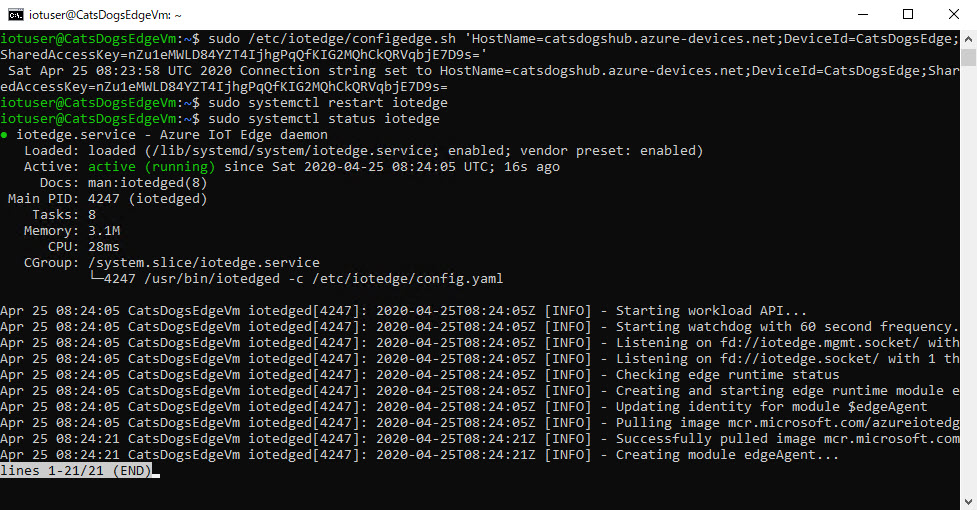 iotuser@CatsDogsEdgeVm: ~
iotuser@CatsDogsEdgeVm:~$ sudo /etc/iotedge/configedge.sh 'HostName=catsdogshub.azure-devices.net;DeviceId=CatsDogsEdge;
SharedAccessKey=nZu1eMWLD84YZT4IjhgPqQfKIG2MQhCkQRVqbjE7D9s='
 Sat Apr 25 08:23:58 UTC 2020 Connection string set to HostName=catsdogshub.azure-devices.net;DeviceId=CatsDogsEdge;Shar
edAccessKey=nZu1eMWLD84YZT4IjhgPqQfKIG2MQhCkQRVqbjE7D9s=
iotuser@CatsDogsEdgeVm:~$ sudo systemctl restart iotedge
iotuser@CatsDogsEdgeVm:~$ sudo systemctl status iotedge
● iotedge.service - Azure IoT Edge daemon
   Loaded: loaded (/lib/systemd/system/iotedge.service; enabled; vendor preset: enabled)
   Active: active (running) since Sat 2020-04-25 08:24:05 UTC; 16s ago
     Docs: man:iotedged(8)
 Main PID: 4247 (iotedged)
    Tasks: 8
   Memory: 3.1M
      CPU: 28ms
   CGroup: /system.slice/iotedge.service
           └─4247 /usr/bin/iotedged -c /etc/iotedge/config.yaml
Apr 25 08:24:05 CatsDogsEdgeVm iotedged[4247]: 2020-04-25T08:24:05Z [INFO] - Starting workload API...
Apr 25 08:24:05 CatsDogsEdgeVm iotedged[4247]: 2020-04-25T08:24:05Z [INFO] - Starting watchdog with 60 second frequency.
Apr 25 08:24:05 CatsDogsEdgeVm iotedged[4247]: 2020-04-25T08:24:05Z [INFO] - Listening on fd://iotedge.mgmt.socket/ with
Apr 25 08:24:05 CatsDogsEdgeVm iotedged[4247]: 2020-04-25T08:24:05Z [INFO] - Listening on fd://iotedge.socket/ with 1 th
Apr 25 08:24:05 CatsDogsEdgeVm iotedged[4247]: 2020-04-25T08:24:05Z [INFO] - Checking edge runtime status
Apr 25 08:24:05 CatsDogsEdgeVm iotedged[4247]: 2020-04-25T08:24:05Z [INFO] - Creating and starting edge runtime module e
Apr 25 08:24:05 CatsDogsEdgeVm iotedged[4247]: 2020-04-25T08:24:05Z [INFO] - Updating identity for module $edgeAgent
Apr 25 08:24:05 CatsDogsEdgeVm iotedged[4247]: 2020-04-25T08:24:05Z [INFO] - Pulling image mcr.microsoft.com/azureiotedg
Apr 25 08:24:21 CatsDogsEdgeVm iotedged[4247]: 2020-04-25T08:24:21Z [INFO] - Successfully pulled image mcr.microsoft.com
Apr 25 08:24:21 CatsDogsEdgeVm iotedged[4247]: 2020-04-25T08:24:21Z [INFO] - Creating module edgeAgent...
lines 1-21/21 (END)